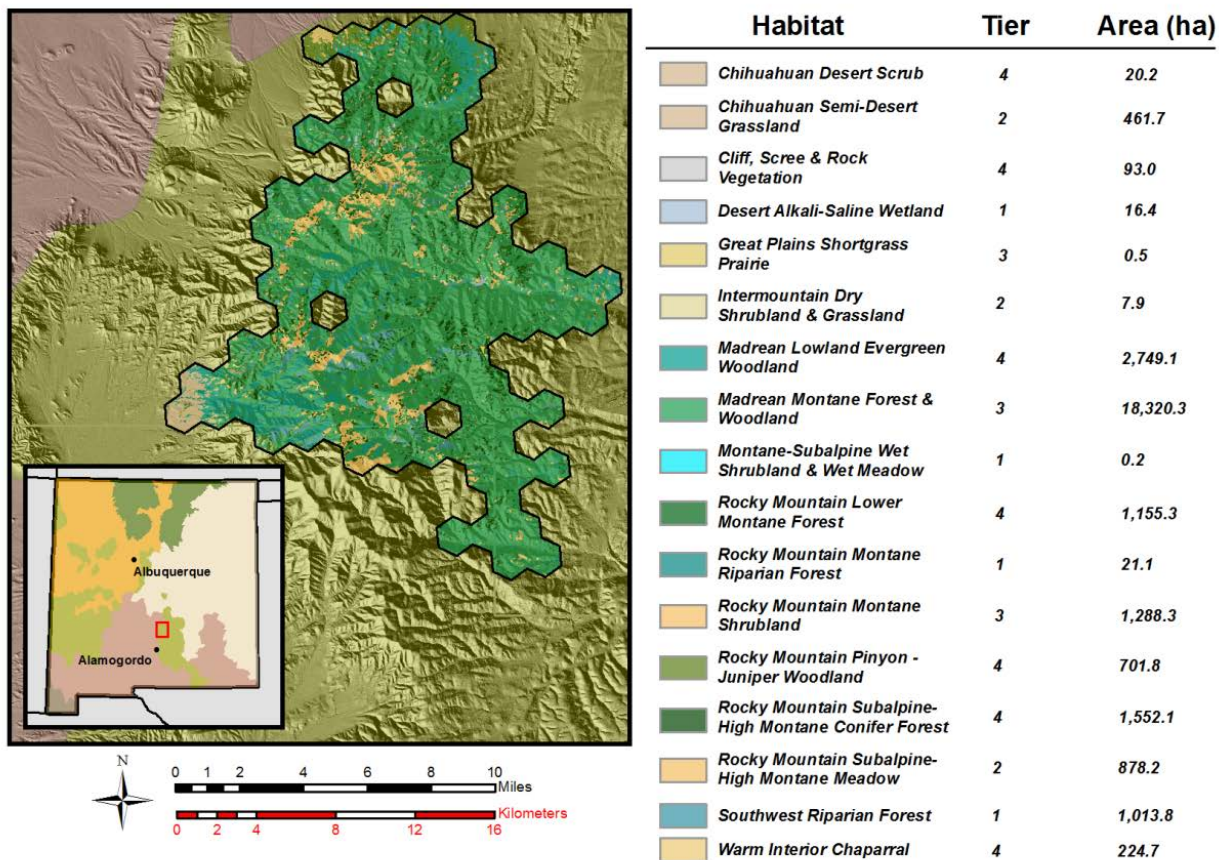 Habitat Tier Area (ha)
Chihuahuan Desert Scrub 4 20.2
Chihuahuan Semi-Desert
Grassland 2 461.7
Cliff, Scree & Rock
Vegetation 4 93.0
Desert Alkali-Saline Wetland 1 16.4
Great Plains Shortgrass
Prairie 3 0.5
Intermountain Dry
Shrubland & Grassland 2 7.9
Madrean Lowland Evergreen
Woodland 4 2,749.1
Madrean Montane Forest &
Woodland 3 18,320.3
Montane-Subalpine Wet
Shrubland & Wet Meadow 1 0.2
Rocky Mountain Lower
Montane Forest 4 1,155.3
Rocky Mountain Montane
Riparian Forest 1 21.1
Rocky Mountain Montane
Shrubland 3 1,288.3
Rocky Mountain Pinyon -
Juniper Woodland 4 701.8
Rocky Mountain Subalpine-
High Montane Conifer Forest 4 1,552.1
Rocky Mountain Subalpine-
High Montane Meadow 2 878.2
Southwest Riparian Forest 1 1,013.8
Warm Interior Chaparral 4 224.7
Albuquerque
Alamogordo
N
0 1 2 4 6 8 10
Miles
Kilometers
0 2 4 8 12 16